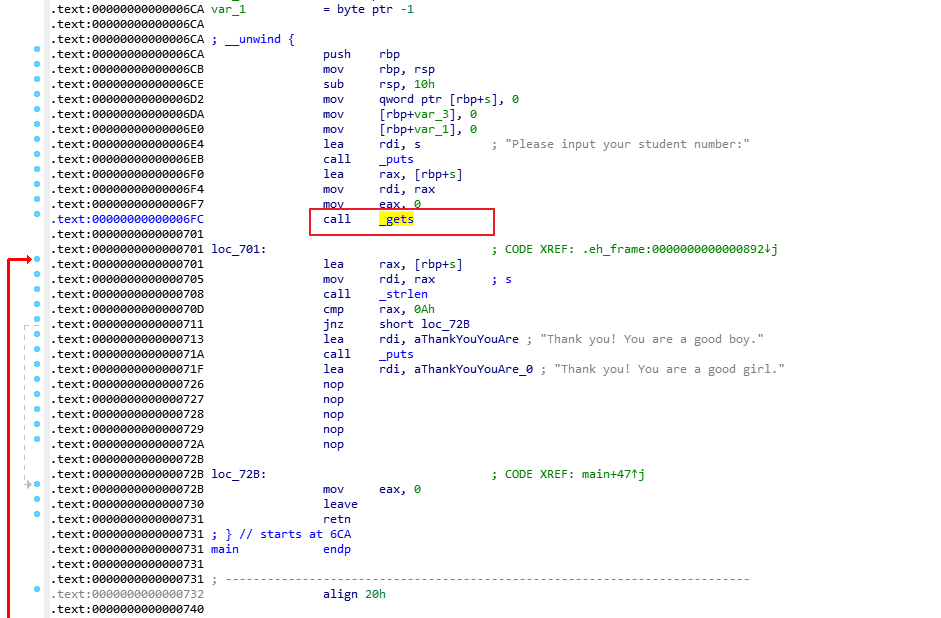 .text:00000000000006CA var_1 = byte ptr -1
.text:00000000000006CA
.text:00000000000006CA ; __unwind {
.text:00000000000006CA push rbp
.text:00000000000006CB mov rbp, rsp
.text:00000000000006CE sub rsp, 10h
.text:00000000000006D2 mov qword ptr [rbp+s], 0
.text:00000000000006DA mov [rbp+var_3], 0
.text:00000000000006E0 mov [rbp+var_1], 0
.text:00000000000006E4 lea rdi, s ; "Please input your student number:"
.text:00000000000006EB call _puts
.text:00000000000006F0 lea rax, [rbp+s]
.text:00000000000006F4 mov rdi, rax
.text:00000000000006F7 mov eax, 0
.text:00000000000006FC call _gets
.text:0000000000000701
.text:0000000000000701 loc_701: ; CODE XREF: .eh_frame:0000000000000892↓j
.text:0000000000000701 lea rax, [rbp+s]
.text:0000000000000705 mov rdi, rax ; s
.text:0000000000000708 call _strlen
.text:000000000000070D cmp rax, 0Ah
.text:0000000000000711 jnz short loc_72B
.text:0000000000000713 lea rdi, aThankYouYouAre ; "Thank you! You are a good boy."
.text:000000000000071A call _puts
.text:000000000000071F lea rdi, aThankYouYouAre_0 ; "Thank you! You are a good girl."
.text:0000000000000726 nop
.text:0000000000000727 nop
.text:0000000000000728 nop
.text:0000000000000729 nop
.text:000000000000072A nop
.text:000000000000072B
.text:000000000000072B loc_72B: ; CODE XREF: main+47↑j
.text:000000000000072B mov eax, 0
.text:0000000000000730 leave
.text:0000000000000731 retn
.text:0000000000000731 ; } // starts at 6CA
.text:0000000000000731 main endp
.text:0000000000000731
.text:0000000000000731 ; ---------------------------------------------------------------------------
.text:0000000000000732 align 20h
.text:0000000000000740